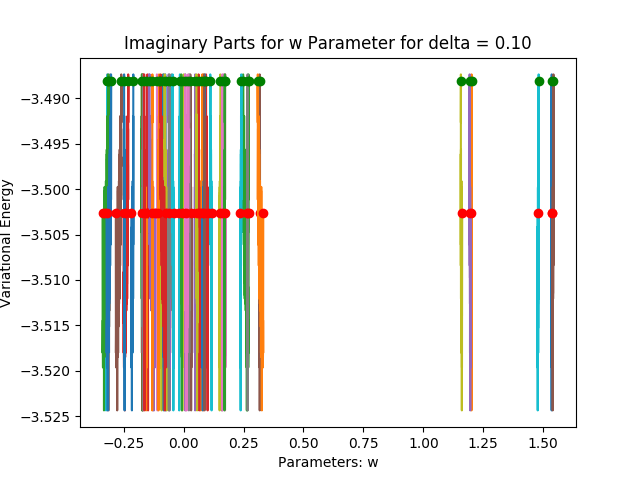 Imaginary Parts for w Parameter for delta = 0.10
Variational Energy
−3.490
−3.495
−3.500
−3.505
−3.510
−3.515
−3.520
−3.525
−0.25 0.00 0.25 0.50 0.75 1.00 1.25 1.50
Parameters: w